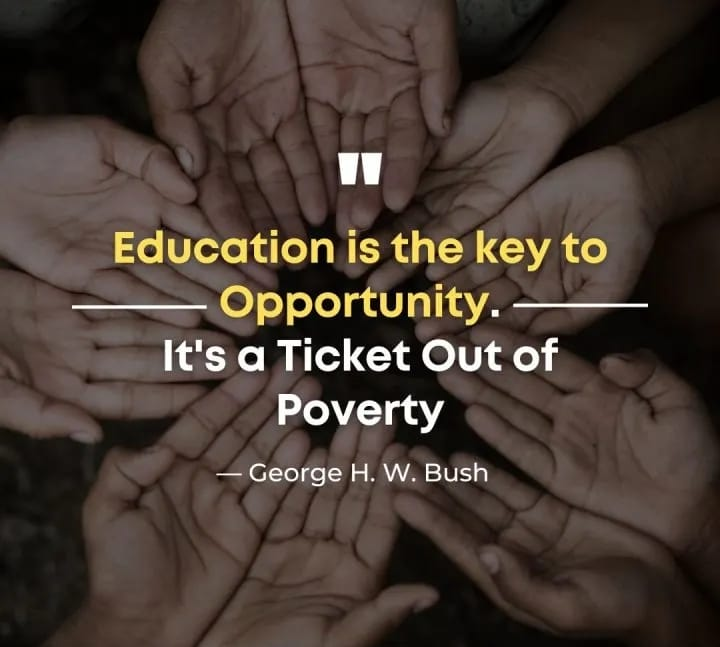 "
Education is the key to
Opportunity.
It's a Ticket Out of
Poverty
— George H. W. Bush